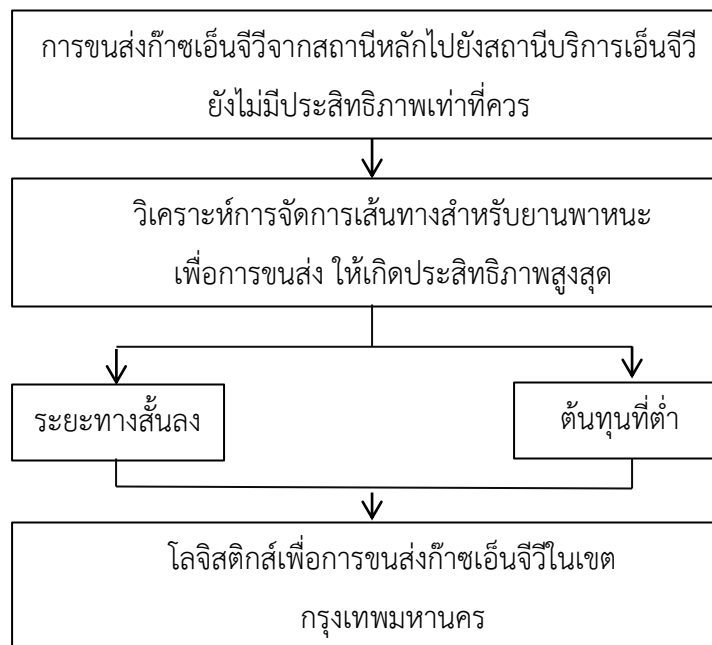 การขนส่งก๊าซเอ็นจีวีจากสถานีหลักไปยังสถานีบริการเอ็นจีวี
ยังไม่มีประสิทธิภาพเท่าที่ควร
วิเคราะห์การจัดการเส้นทางสำหรับยานพาหนะ
เพื่อการขนส่ง ให้เกิดประสิทธิภาพสูงสุด
ระยะทางสั้นลง
ต้นทุนที่ต่ำ
โลจิสติกส์เพื่อการขนส่งก๊าซเอ็นจีวีในเขต
กรุงเทพมหานคร